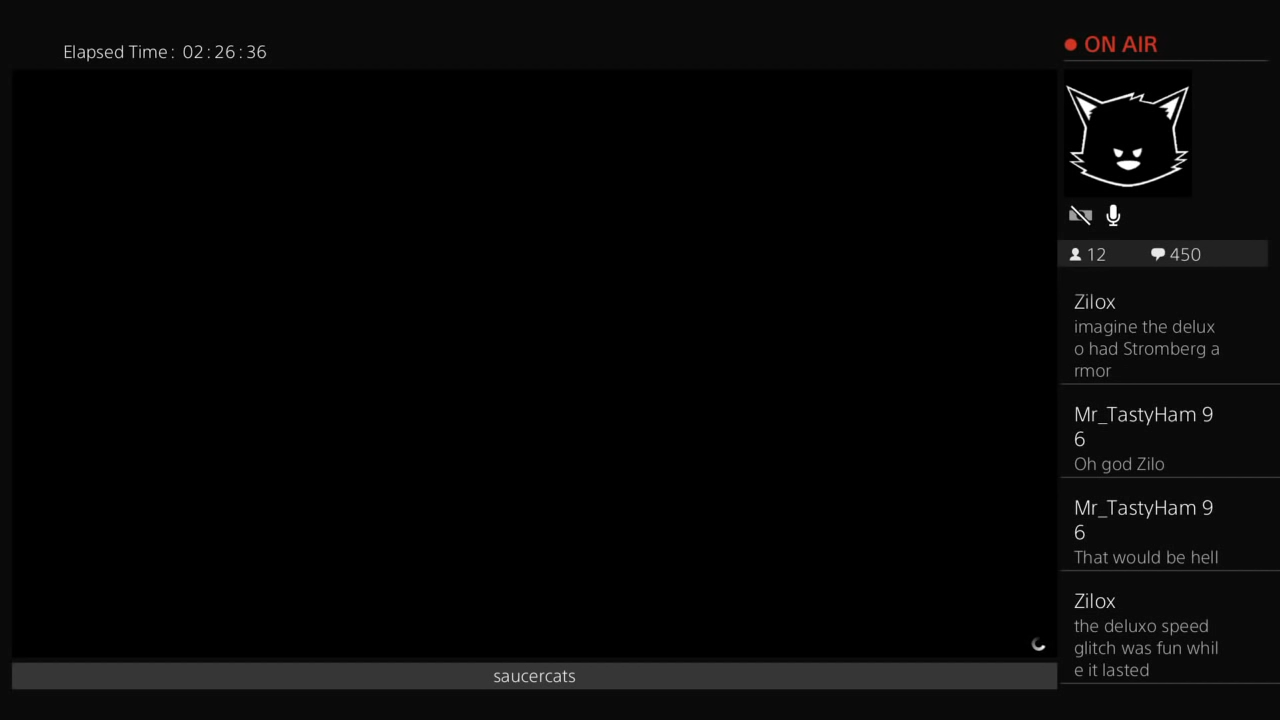 Elapsed Time: 02:26:36
ON AIR
12 450
Zilox
imagine the delux
o had Stromberg a
rmor
Mr_TastyHam 9
6
Oh god Zilo
Mr_TastyHam 9
6
That would be hell
Zilox
the deluxo speed
glitch was fun whil
e it lasted
saucercats